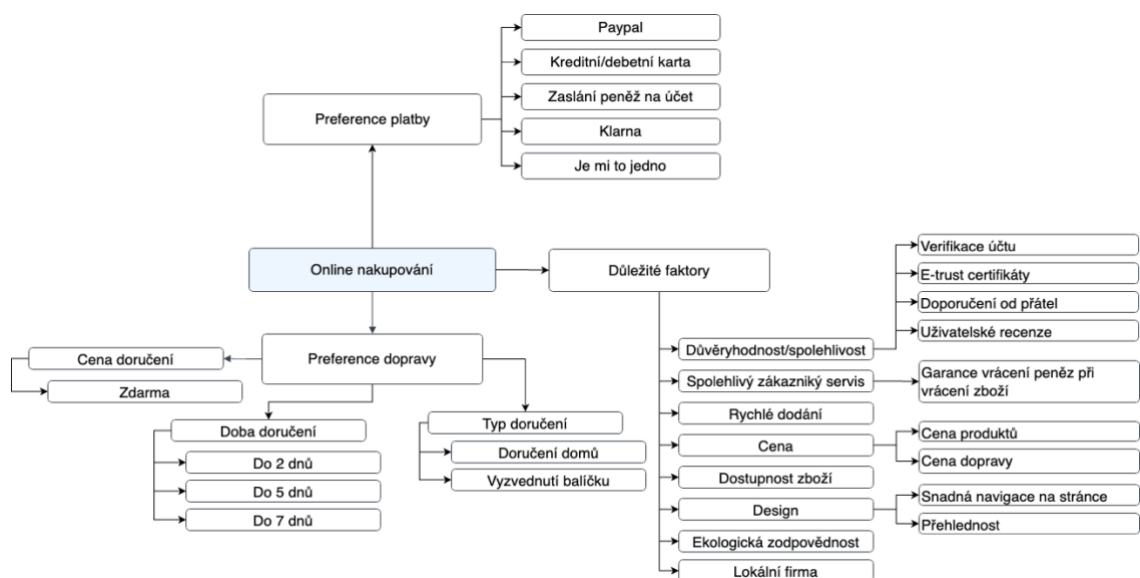 Paypal
Kreditní/debetní karta
Zaslání peněž na účet
Preference platby
Klarna
Je mi to jedno
Online nakupování
Důležité faktory
Verifikace účtu
E-trust certifikáty
Doporučení od přátel
Uživatelské recenze
Preference dopravy
Cena doručení
Zdarma
Doba doručení
Do 2 dnů
Do 5 dnů
Do 7 dnů
Typ doručení
Doručení domů
Vyzvednutí balíčku
Důvěryhodnost/spolehlivost
Spolehlivý zákazniký servis
Garance vrácení peněz při
vrácení zboží
Rychlé dodání
Cena
Cena produktů
Cena dopravy
Dostupnost zboží
Design
Snadná navigace na stránce
Přehlednost
Ekologická zodpovědnost
Lokální firma